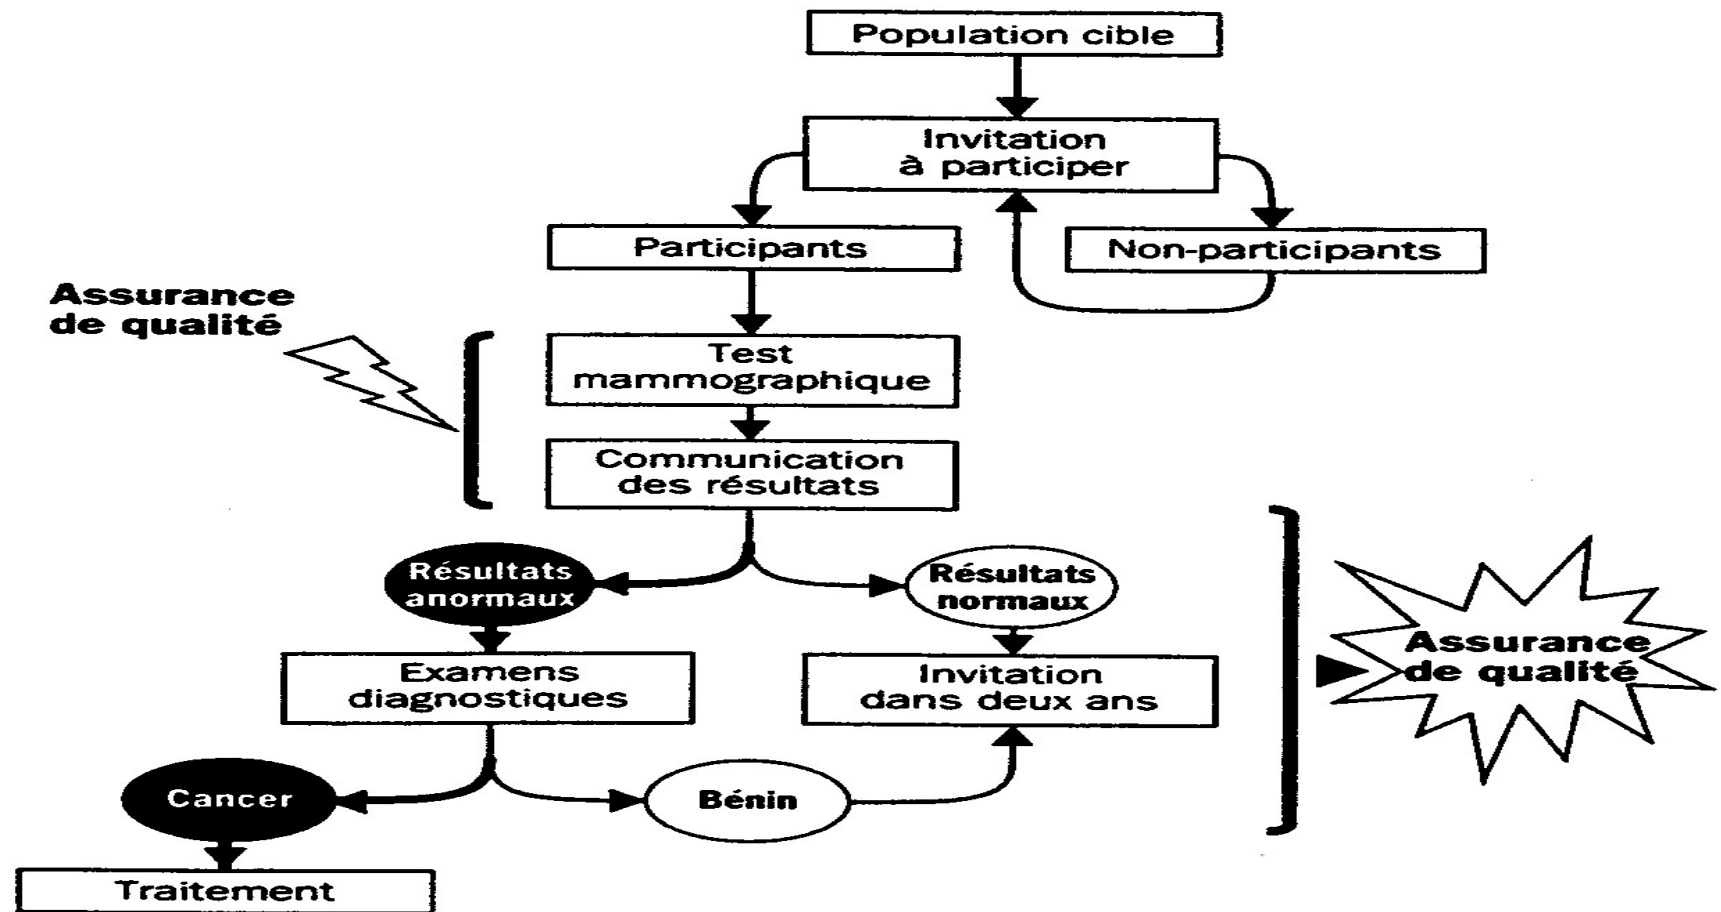 Population cible
Invitation
à participer
Participants
Non-participants
Assurance
de qualité
Test
mammographique
Communication
des résultats
Résultats
anormaux
Résultats
normaux
Examens
diagnostiques
Invitation
dans deux ans
Assurance
de qualité
Cancer
Bénin
Traitement